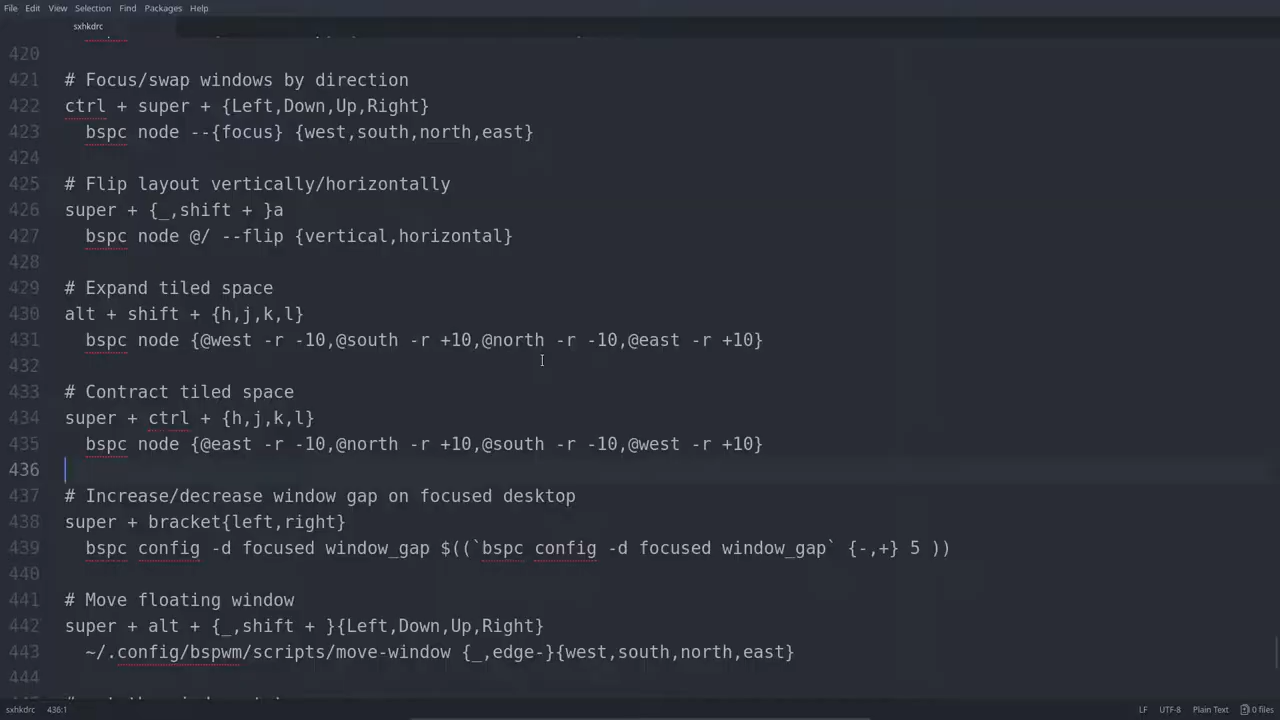 File Edit View Selection Find Packages Help
sxhkdrc
420
421 # Focus/swap windows by direction
422 ctrl + super + {Left,Down,Up,Right}
423 bspc node --{focus} {west,south,north,east}
424
425 # Flip layout vertically/horizontally
426 super + {_,shift + }a
427 bspc node @/ --flip {vertical,horizontal}
428
429 # Expand tiled space
430 alt + shift + {h,j,k,l}
431 bspc node {@west -r -10,@south -r +10,@north -r -10,@east -r +10}
432
433 # Contract tiled space
434 super + ctrl + {h,j,k,l}
435 bspc node {@east -r -10,@north -r +10,@south -r -10,@west -r +10}
436
437 # Increase/decrease window gap on focused desktop
438 super + bracket{left,right}
439 bspc config -d focused window_gap $((`bspc config -d focused window_gap` {-,+} 5 ))
440
441 # Move floating window
442 super + alt + {_,shift + }{Left,Down,Up,Right}
443 ~/.config/bspwm/scripts/move-window {_,edge-}{west,south,north,east}
444
sxhkdrc 436:1 LF UTF-8 Plain Text 0 files